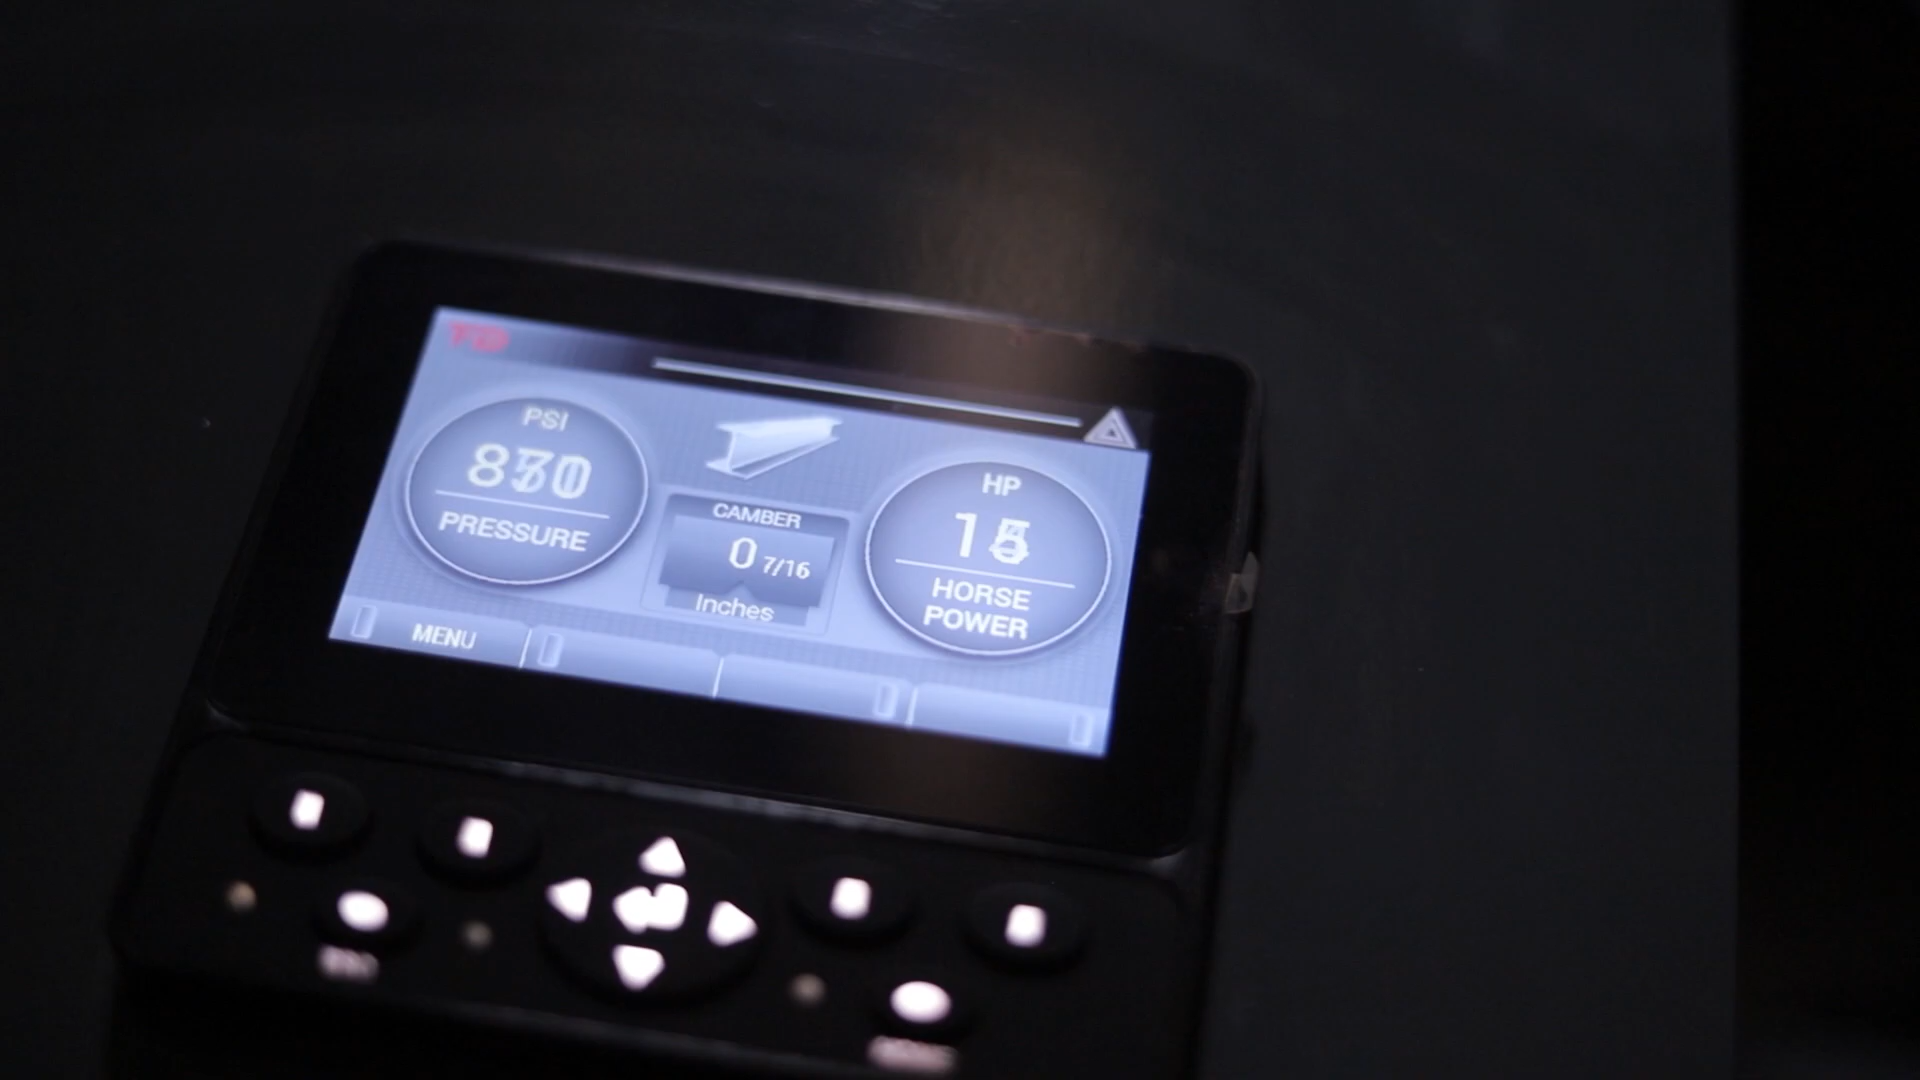 PSI
PRESSURE
CAMBER
0 7/16
Inches
HP
HORSE
POWER
MENU